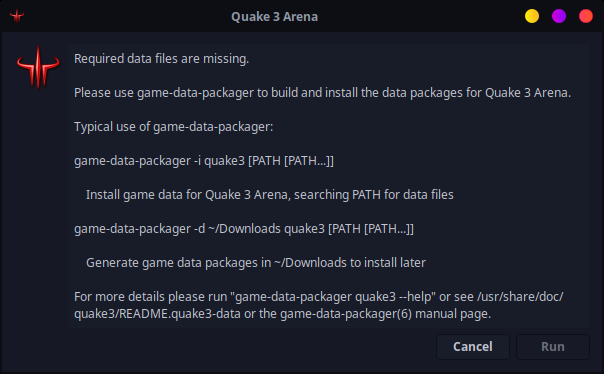 Quake 3 Arena
Required data files are missing.
Please use game-data-packager to build and install the data packages for Quake 3 Arena.
Typical use of game-data-packager:
game-data-packager -i quake3 [PATH [PATH...]]
Install game data for Quake 3 Arena, searching PATH for data files
game-data-packager -d ~/Downloads quake3 [PATH [PATH...]]
Generate game data packages in ~/Downloads to install later
For more details please run "game-data-packager quake3 --help" or see /usr/share/doc/
quake3/README.quake3-data or the game-data-packager(6) manual page.
Cancel
Run